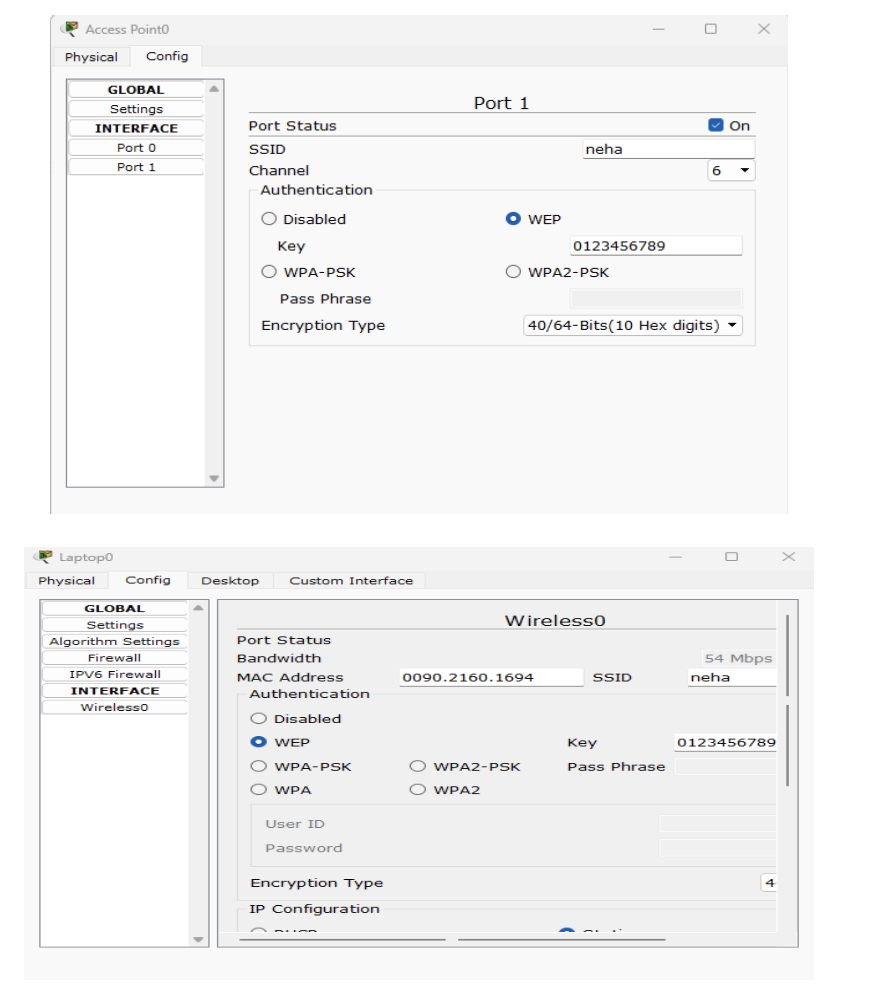 Access Point0
Physical Config
GLOBAL
Settings
INTERFACE
Port 0
Port 1
Port 1
Port Status On
SSID neha
Channel 6
Authentication
Disabled WEP
Key 0123456789
WPA-PSK WPA2-PSK
Pass Phrase
Encryption Type 40/64-Bits(10 Hex digits)
Laptop0
Physical Config Desktop Custom Interface
GLOBAL
Settings
Algorithm Settings
Firewall
IPV6 Firewall
INTERFACE
Wireless0
Wireless0
Port Status
Bandwidth 54 Mbps
MAC Address 0090.2160.1694 SSID neha
Authentication
Disabled
WEP Key 0123456789
WPA-PSK WPA2-PSK Pass Phrase
WPA WPA2
User ID
Password
Encryption Type 4
IP Configuration